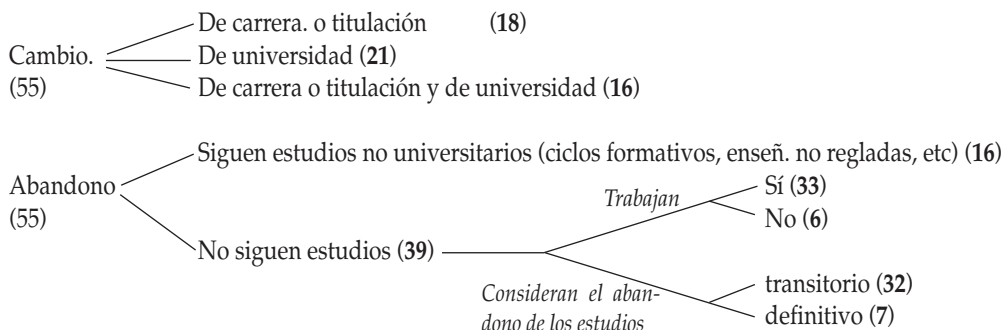 De carrera. o titulación (18)
Cambio. De universidad (21)
(55) De carrera o titulación y de universidad (16)
Siguen estudios no universitarios (ciclos formativos, enseñ. no regladas, etc) (16)
Abandono Trabajan Sí (33)
(55) No (6)
No siguen estudios (39)
Consideran el aban- transitorio (32)
dono de los estudios definitivo (7)